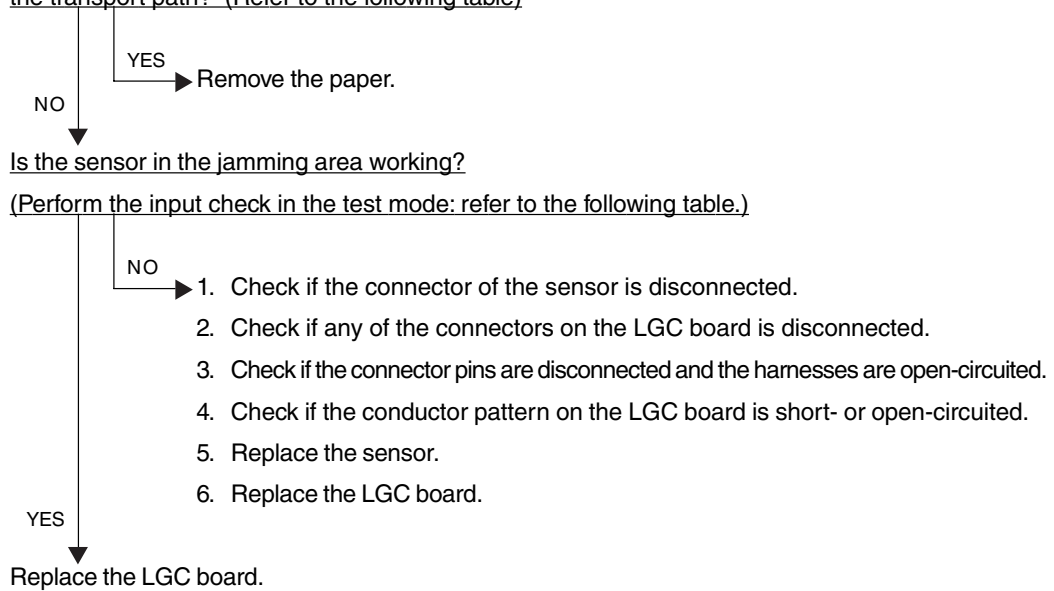 the transport path? (Refer to the following table)
YES
Remove the paper.
NO
Is the sensor in the jamming area working?
(Perform the input check in the test mode: refer to the following table.)
NO
1. Check if the connector of the sensor is disconnected.
2. Check if any of the connectors on the LGC board is disconnected.
3. Check if the connector pins are disconnected and the harnesses are open-circuited.
4. Check if the conductor pattern on the LGC board is short- or open-circuited.
5. Replace the sensor.
6. Replace the LGC board.
YES
Replace the LGC board.